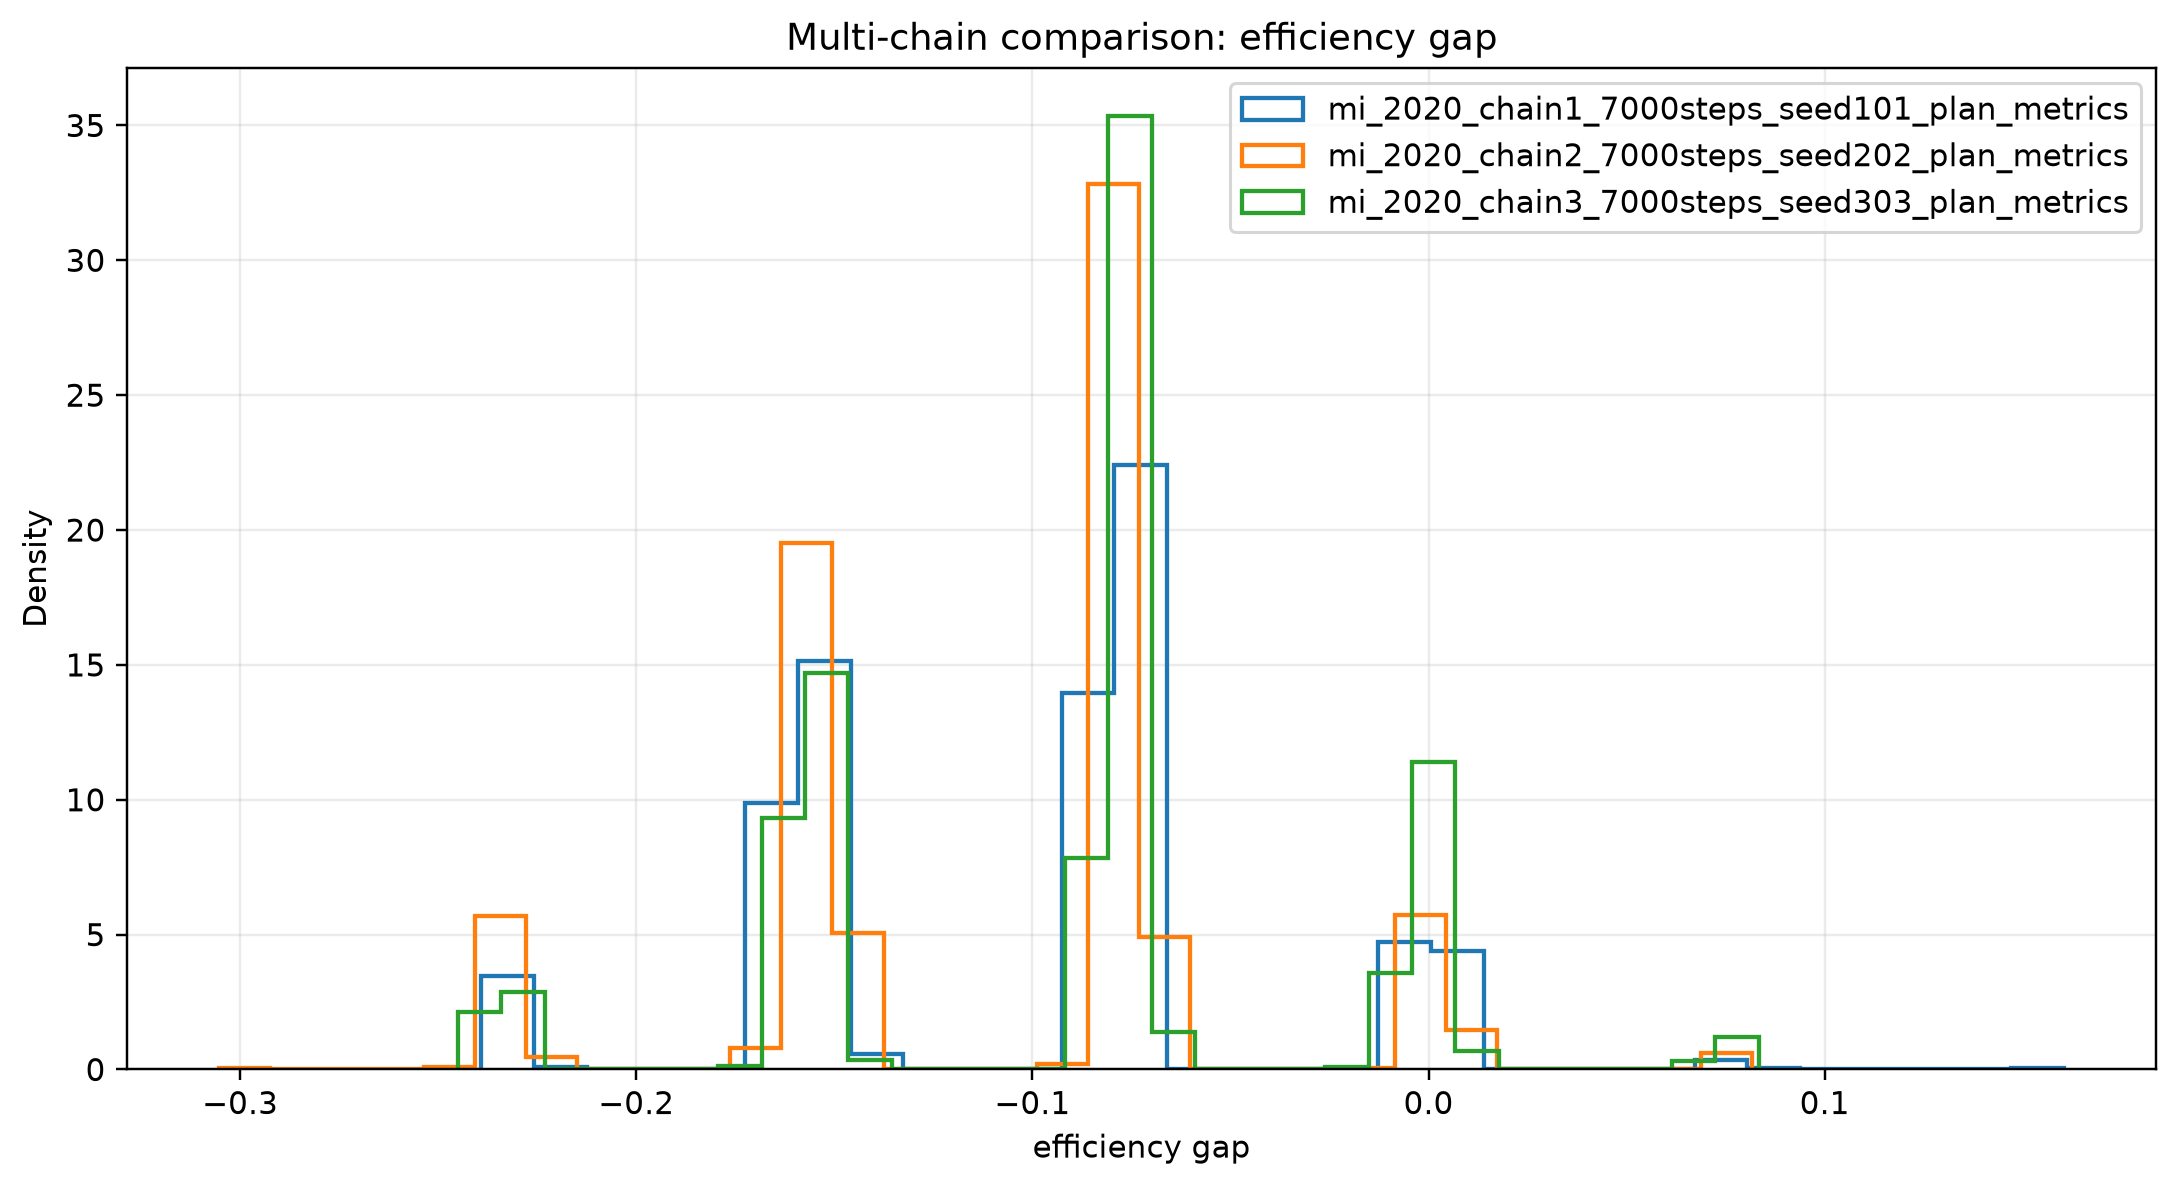 Multi-chain comparison: efficiency gap
mi_2020_chain1_7000steps_seed101_plan_metrics
mi_2020_chain2_7000steps_seed202_plan_metrics
mi_2020_chain3_7000steps_seed303_plan_metrics
Density
35
30
25
20
15
10
5
0
−0.3 −0.2 −0.1 0.0 0.1
efficiency gap